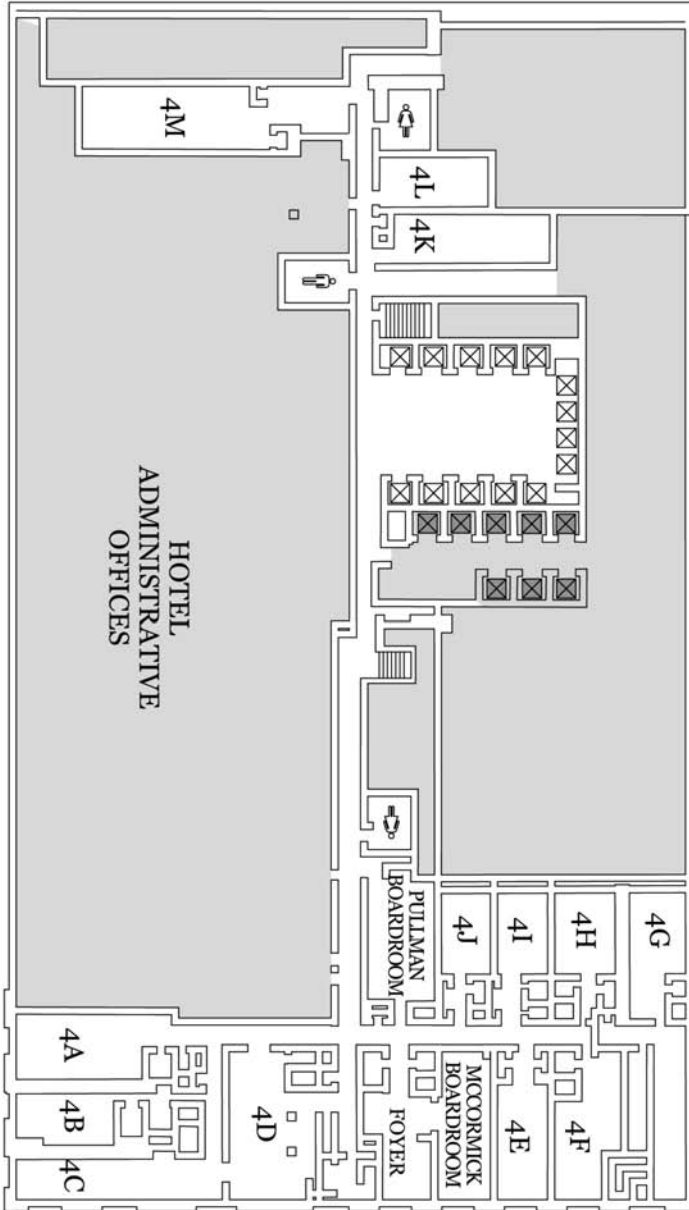 4M
4L
4K
HOTEL
ADMINISTRATIVE
OFFICES
PULLMAN
BOARDROOM
4J
4I
4H
4G
4A
4B
4C
4D
FOYER
MCCORMICK
BOARDROOM
4E
4F